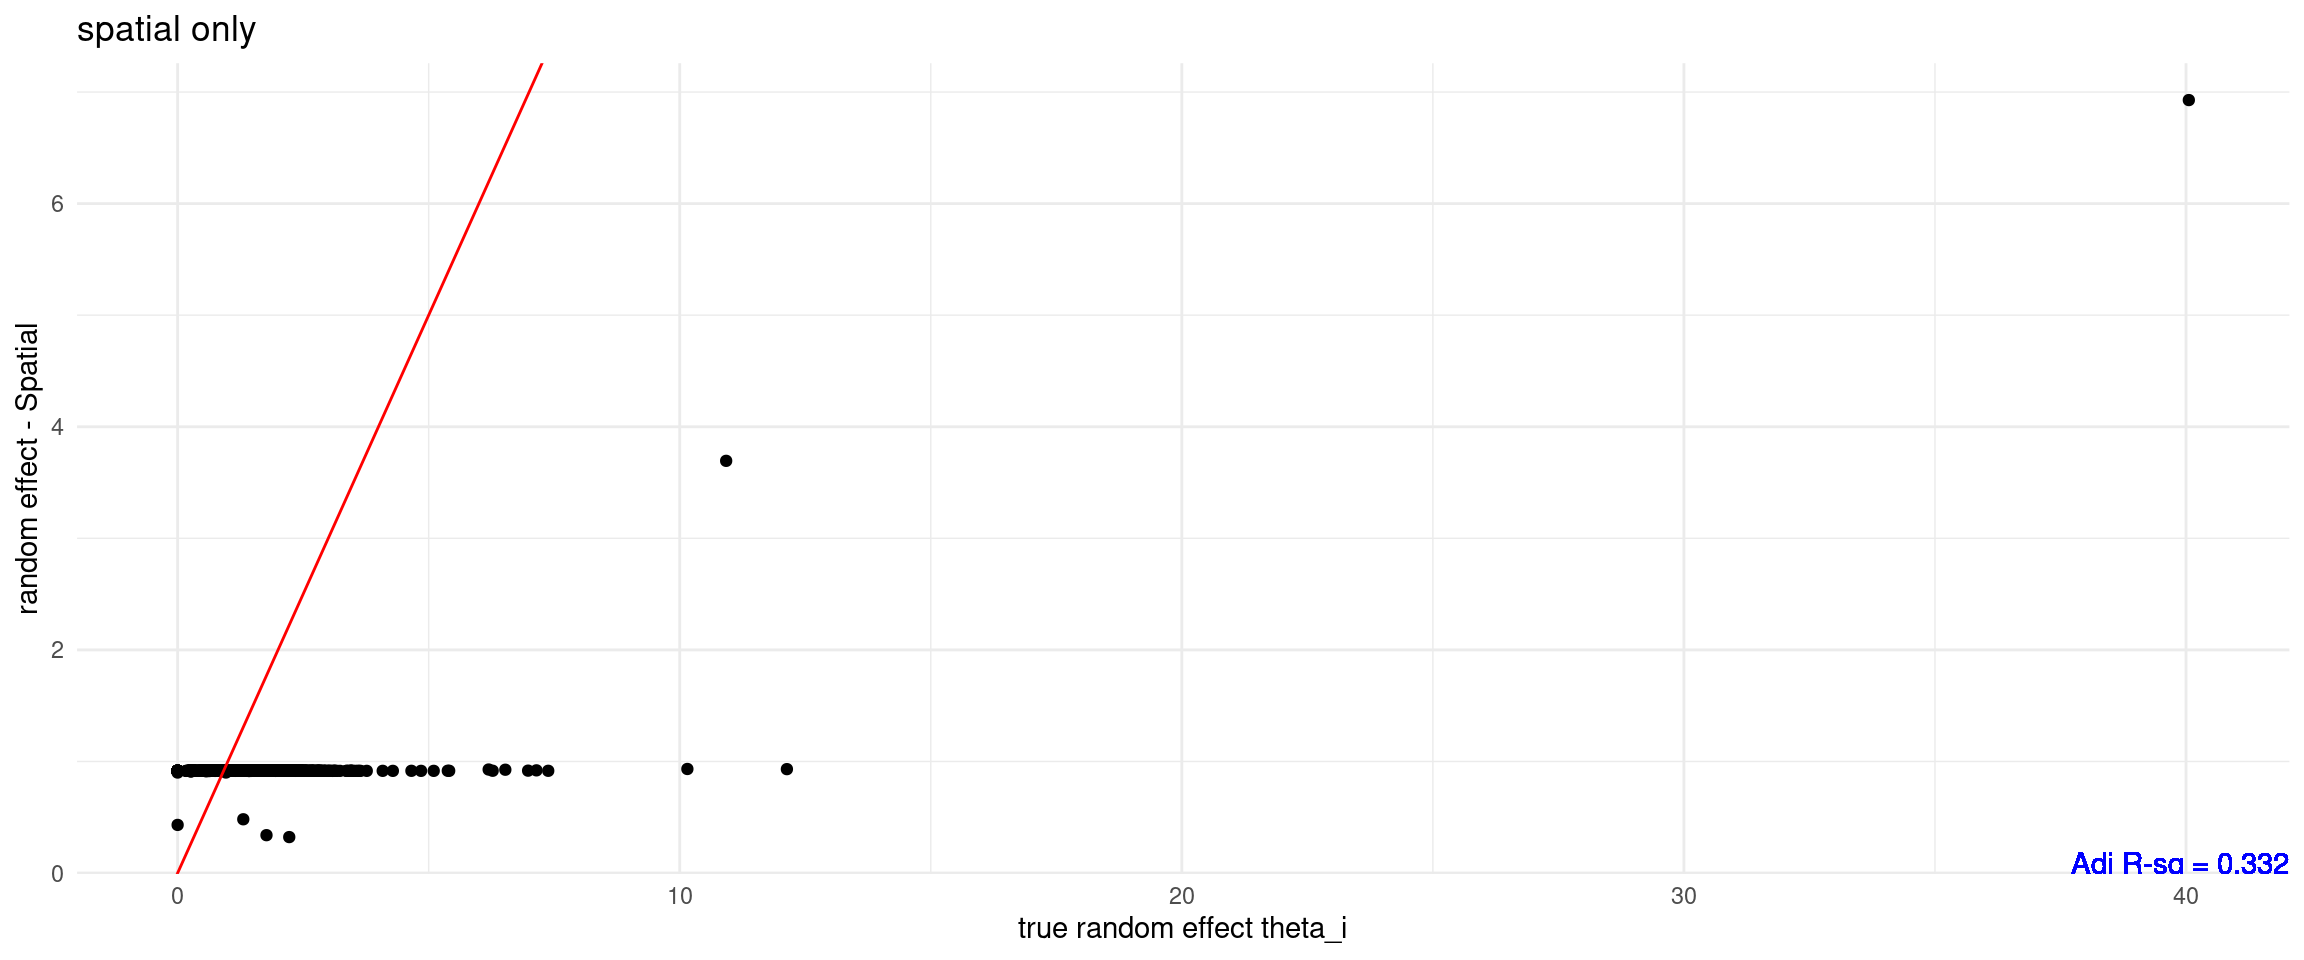 spatial only
random effect - Spatial
6
4
2
0
0 10 20 30 40
true random effect theta_i
Adj R-sq = 0.332